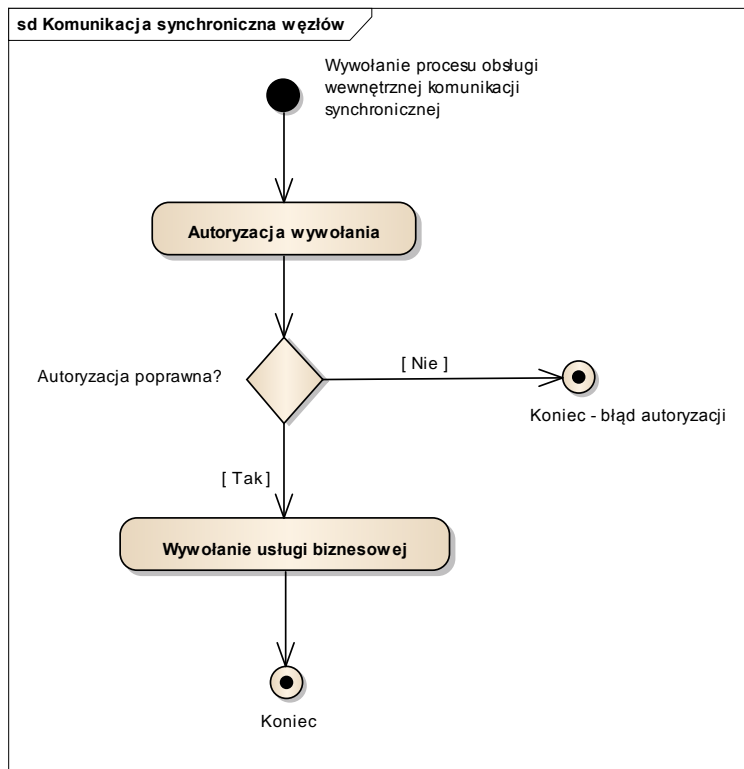 sd Komunikacja synchroniczna węzłów
Wywołanie procesu obsługi
wewnętrznej komunikacji
synchronicznej
Autoryzacja wywołania
Autoryzacja poprawna?
[ Nie ]
Koniec - błąd autoryzacji
[ Tak ]
Wywołanie usługi biznesowej
Koniec